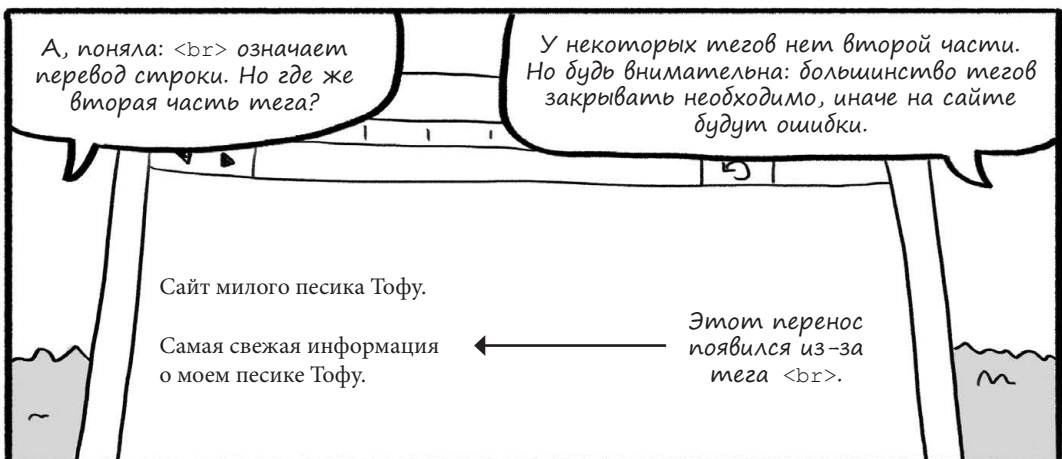 А, поняла: <br> означает
перевод строки. Но где же
вторая часть тега?
У некоторых тегов нет второй части.
Но будь внимательна: большинство тегов
закрывать необходимо, иначе на сайте
будут ошибки.
Сайт милого песика Тофу.
Самая свежая информация
о моем песике Тофу.
Этот перенос
появился из-за
тега <br>.